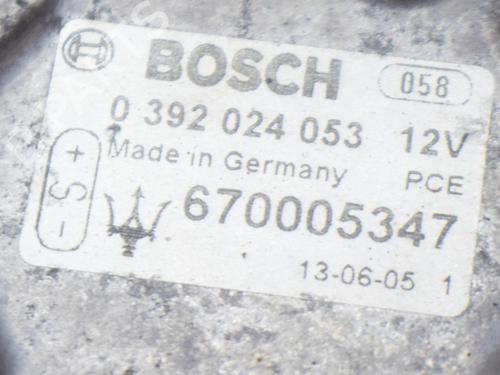 BOSCH 058
0 392 024 053 12V
Made in Germany PCE
+ S -
670005347
13-06-05 1